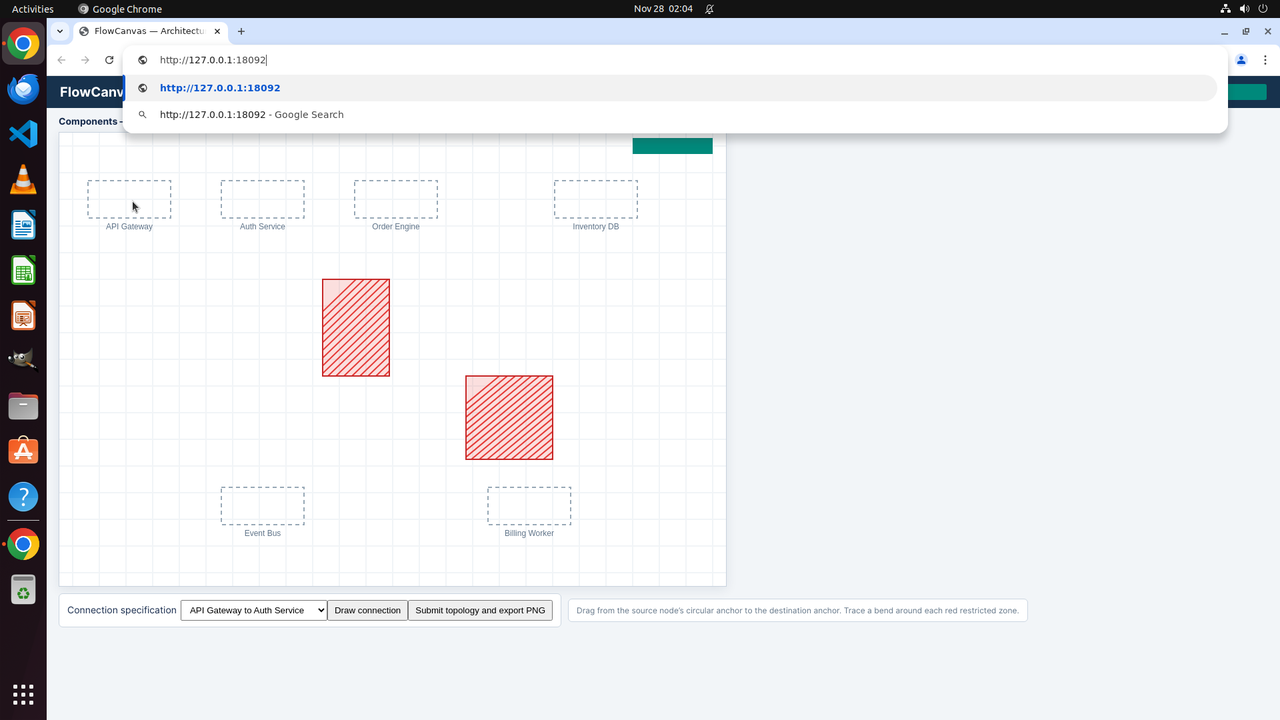 Activities
Google Chrome
Nov 28 02:04
FlowCanvas — Architectu
http://127.0.0.1:18092
http://127.0.0.1:18092
http://127.0.0.1:18092 - Google Search
Components
API Gateway
Auth Service
Order Engine
Inventory DB
Event Bus
Billing Worker
Connection specification
API Gateway to Auth Service
Draw connection
Submit topology and export PNG
Drag from the source node's circular anchor to the destination anchor. Trace a bend around each red restricted zone.